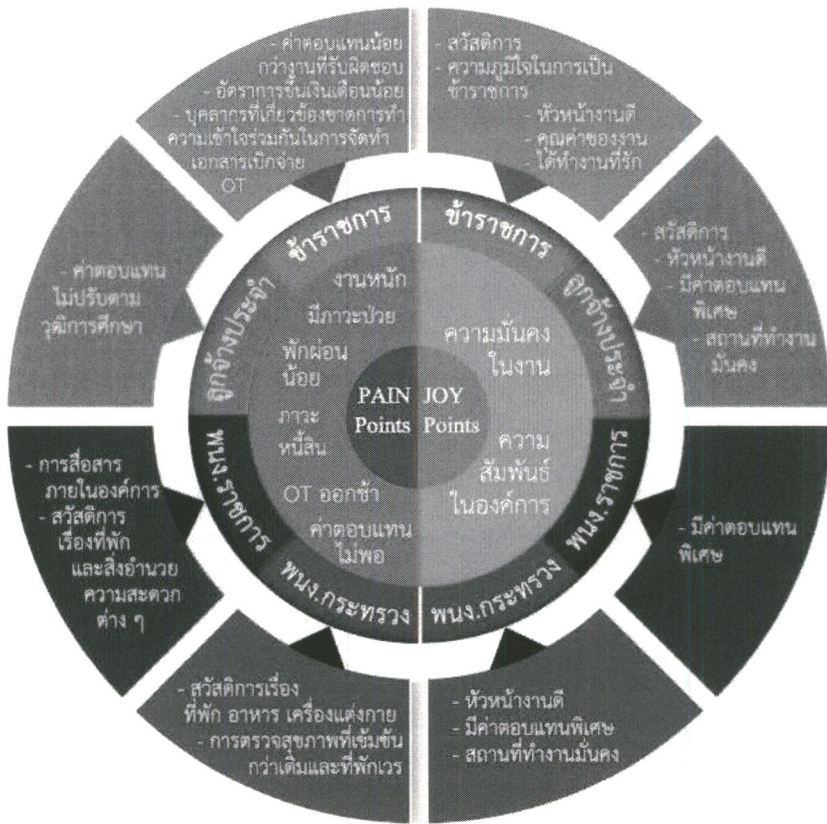 - ค่าตอบแทนน้อย
กว่างานที่รับผิดชอบ
- อัตราการขึ้นเงินเดือนน้อย
- บุคลากรที่เกี่ยวข้องขาดการทำ
ความเข้าใจร่วมกันในการจัดทำ
เอกสารเบิกจ่าย
OT
- สวัสดิการ
- ความภูมิใจในการเป็น
ข้าราชการ
- หัวหน้างานดี
- คุณค่าของงาน
- ได้ทำงานที่รัก
- ค่าตอบแทน
ไม่ปรับตาม
วุฒิการศึกษา
- สวัสดิการ
- หัวหน้างานดี
- มีค่าตอบแทน
พิเศษ
- สถานที่ทำงาน
มั่นคง
ข้าราชการ
ข้าราชการ
ลูกจ้างประจำ
ลูกจ้างประจำ
งานหนัก
มีภาวะป่วย
พักผ่อน
น้อย
ภาวะ
หนี้สิน
OT ออกช้า
ค่าตอบแทน
ไม่พอ
PAIN
Points
JOY
Points
ความมั่นคง
ในงาน
ความ
สัมพันธ์
ในองค์การ
พนง.ราชการ
พนง.ราชการ
พนง.กระทรวง
พนง.กระทรวง
- การสื่อสาร
ภายในองค์การ
- สวัสดิการ
เรื่องที่พัก
และสิ่งอำนวย
ความสะดวก
ต่าง ๆ
- มีค่าตอบแทน
พิเศษ
- สวัสดิการเรื่อง
ที่พัก อาหาร เครื่องแต่งกาย
- การตรวจสุขภาพที่เข้มข้น
กว่าเดิมและที่พักเวร
- หัวหน้างานดี
- มีค่าตอบแทนพิเศษ
- สถานที่ทำงานมั่นคง